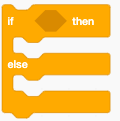 if then
else